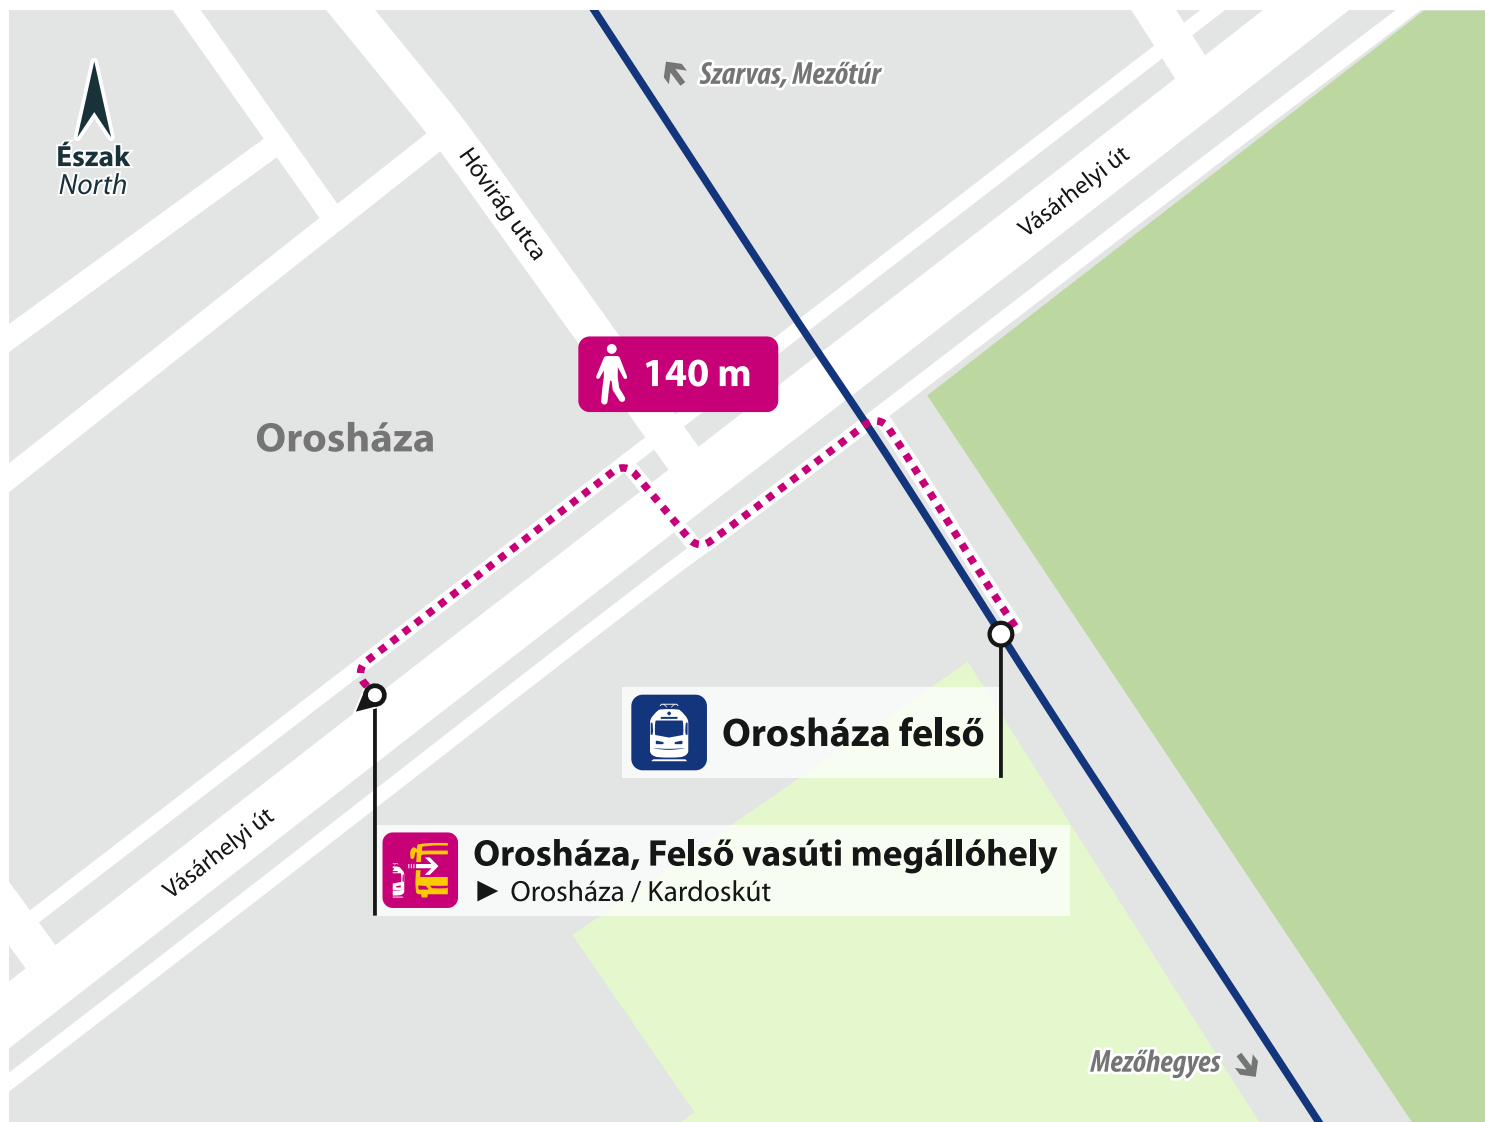 Szarvas, Mezőtúr
Észak
North
Hóvirág utca
Vásárhelyi út
140 m
Orosháza
Orosháza felső
Vásárhelyi út
Orosháza, Felső vasúti megállóhely
► Orosháza / Kardoskút
Mezőhegyes